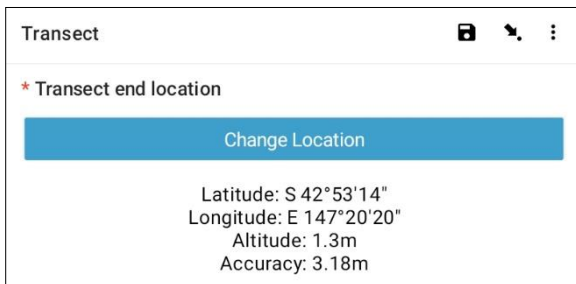 Transect
* Transect end location
Change Location
Latitude: S 42°53'14"
Longitude: E 147°20'20"
Altitude: 1.3m
Accuracy: 3.18m